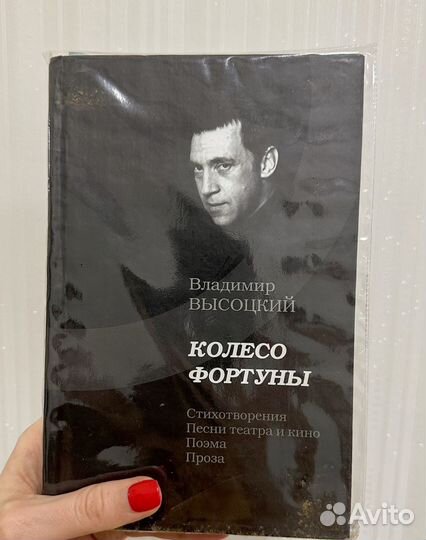 Владимир
ВЫСОЦКИЙ
КОЛЕСО
ФОРТУНЫ
Стихотворения
Песни театра и кино
Поэма
Проза
Avito